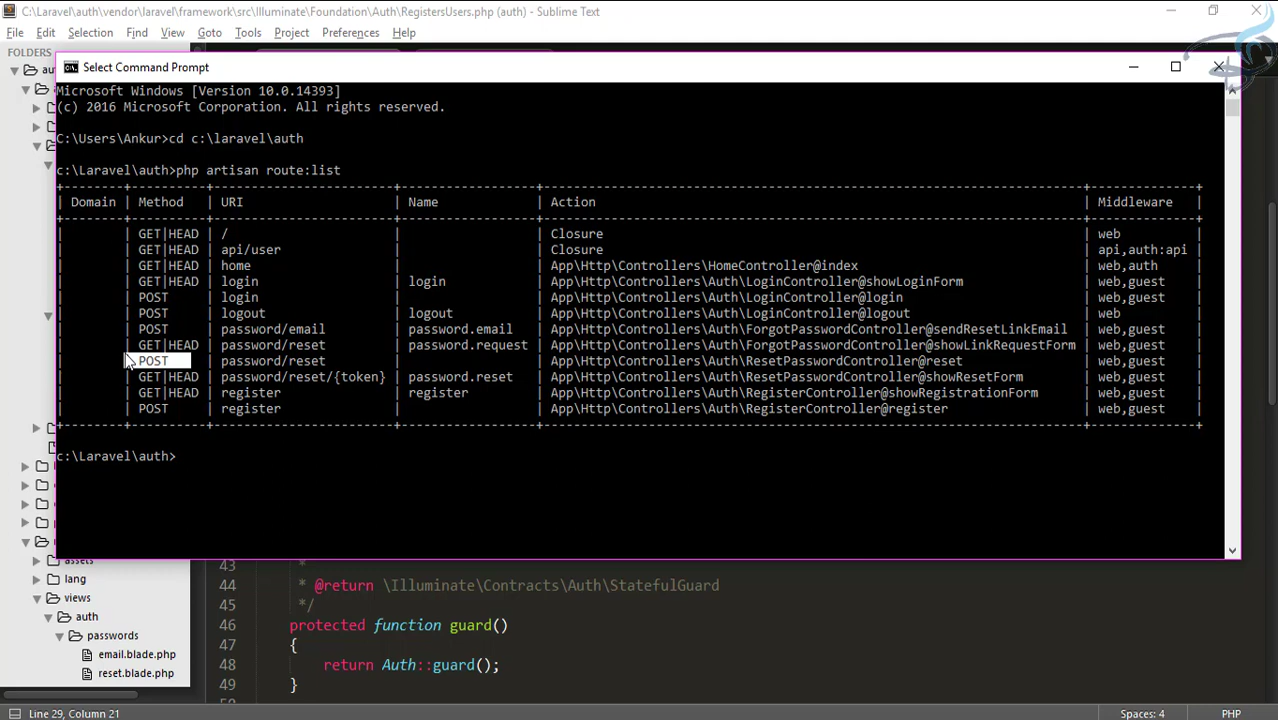 C:\Laravel\auth\vendor\laravel\framework\src\Illuminate\Foundation\Auth\RegistersUsers.php (auth) - Sublime Text
File Edit Selection Find View Goto Tools Project Preferences Help
FOLDERS
Select Command Prompt
Microsoft Windows [Version 10.0.14393]
(c) 2016 Microsoft Corporation. All rights reserved.
C:\Users\Ankur>cd c:\laravel\auth
c:\Laravel\auth>php artisan route:list
| Domain | Method | URI | Name | Action | Middleware |
| | GET|HEAD | / | | Closure | web |
| | GET|HEAD | api/user | | Closure | api,auth:api |
| | GET|HEAD | home | | App\Http\Controllers\HomeController@index | web,auth |
| | GET|HEAD | login | login | App\Http\Controllers\Auth\LoginController@showLoginForm | web,guest |
| | POST | login | | App\Http\Controllers\Auth\LoginController@login | web,guest |
| | POST | logout | logout | App\Http\Controllers\Auth\LoginController@logout | web |
| | POST | password/email | password.email | App\Http\Controllers\Auth\ForgotPasswordController@sendResetLinkEmail | web,guest |
| | GET|HEAD | password/reset | password.request | App\Http\Controllers\Auth\ForgotPasswordController@showLinkRequestForm | web,guest |
| | POST | password/reset | | App\Http\Controllers\Auth\ResetPasswordController@reset | web,guest |
| | GET|HEAD | password/reset/{token} | password.reset | App\Http\Controllers\Auth\ResetPasswordController@showResetForm | web,guest |
| | GET|HEAD | register | register | App\Http\Controllers\Auth\RegisterController@showRegistrationForm | web,guest |
| | POST | register | | App\Http\Controllers\Auth\RegisterController@register | web,guest |
c:\Laravel\auth>
assets
lang
views
auth
passwords
email.blade.php
reset.blade.php
43 *
44 * @return \Illuminate\Contracts\Auth\StatefulGuard
45 */
46 protected function guard()
47 {
48 return Auth::guard();
49 }
Line 29, Column 21 Spaces: 4 PHP